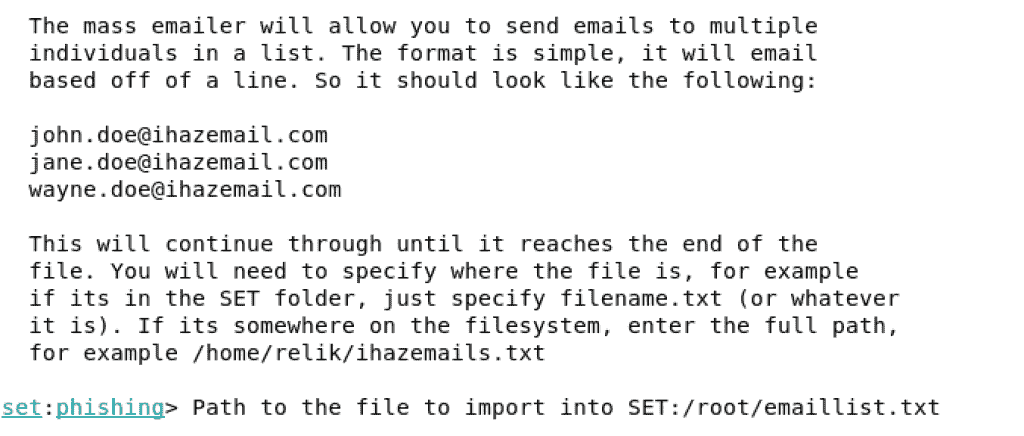 The mass emailer will allow you to send emails to multiple
individuals in a list. The format is simple, it will email
based off of a line. So it should look like the following:
john.doe@ihazemail.com
jane.doe@ihazemail.com
wayne.doe@ihazemail.com
This will continue through until it reaches the end of the
file. You will need to specify where the file is, for example
if its in the SET folder, just specify filename.txt (or whatever
it is). If its somewhere on the filesystem, enter the full path,
for example /home/relik/ihazemails.txt
set:phishing> Path to the file to import into SET:/root/emaillist.txt